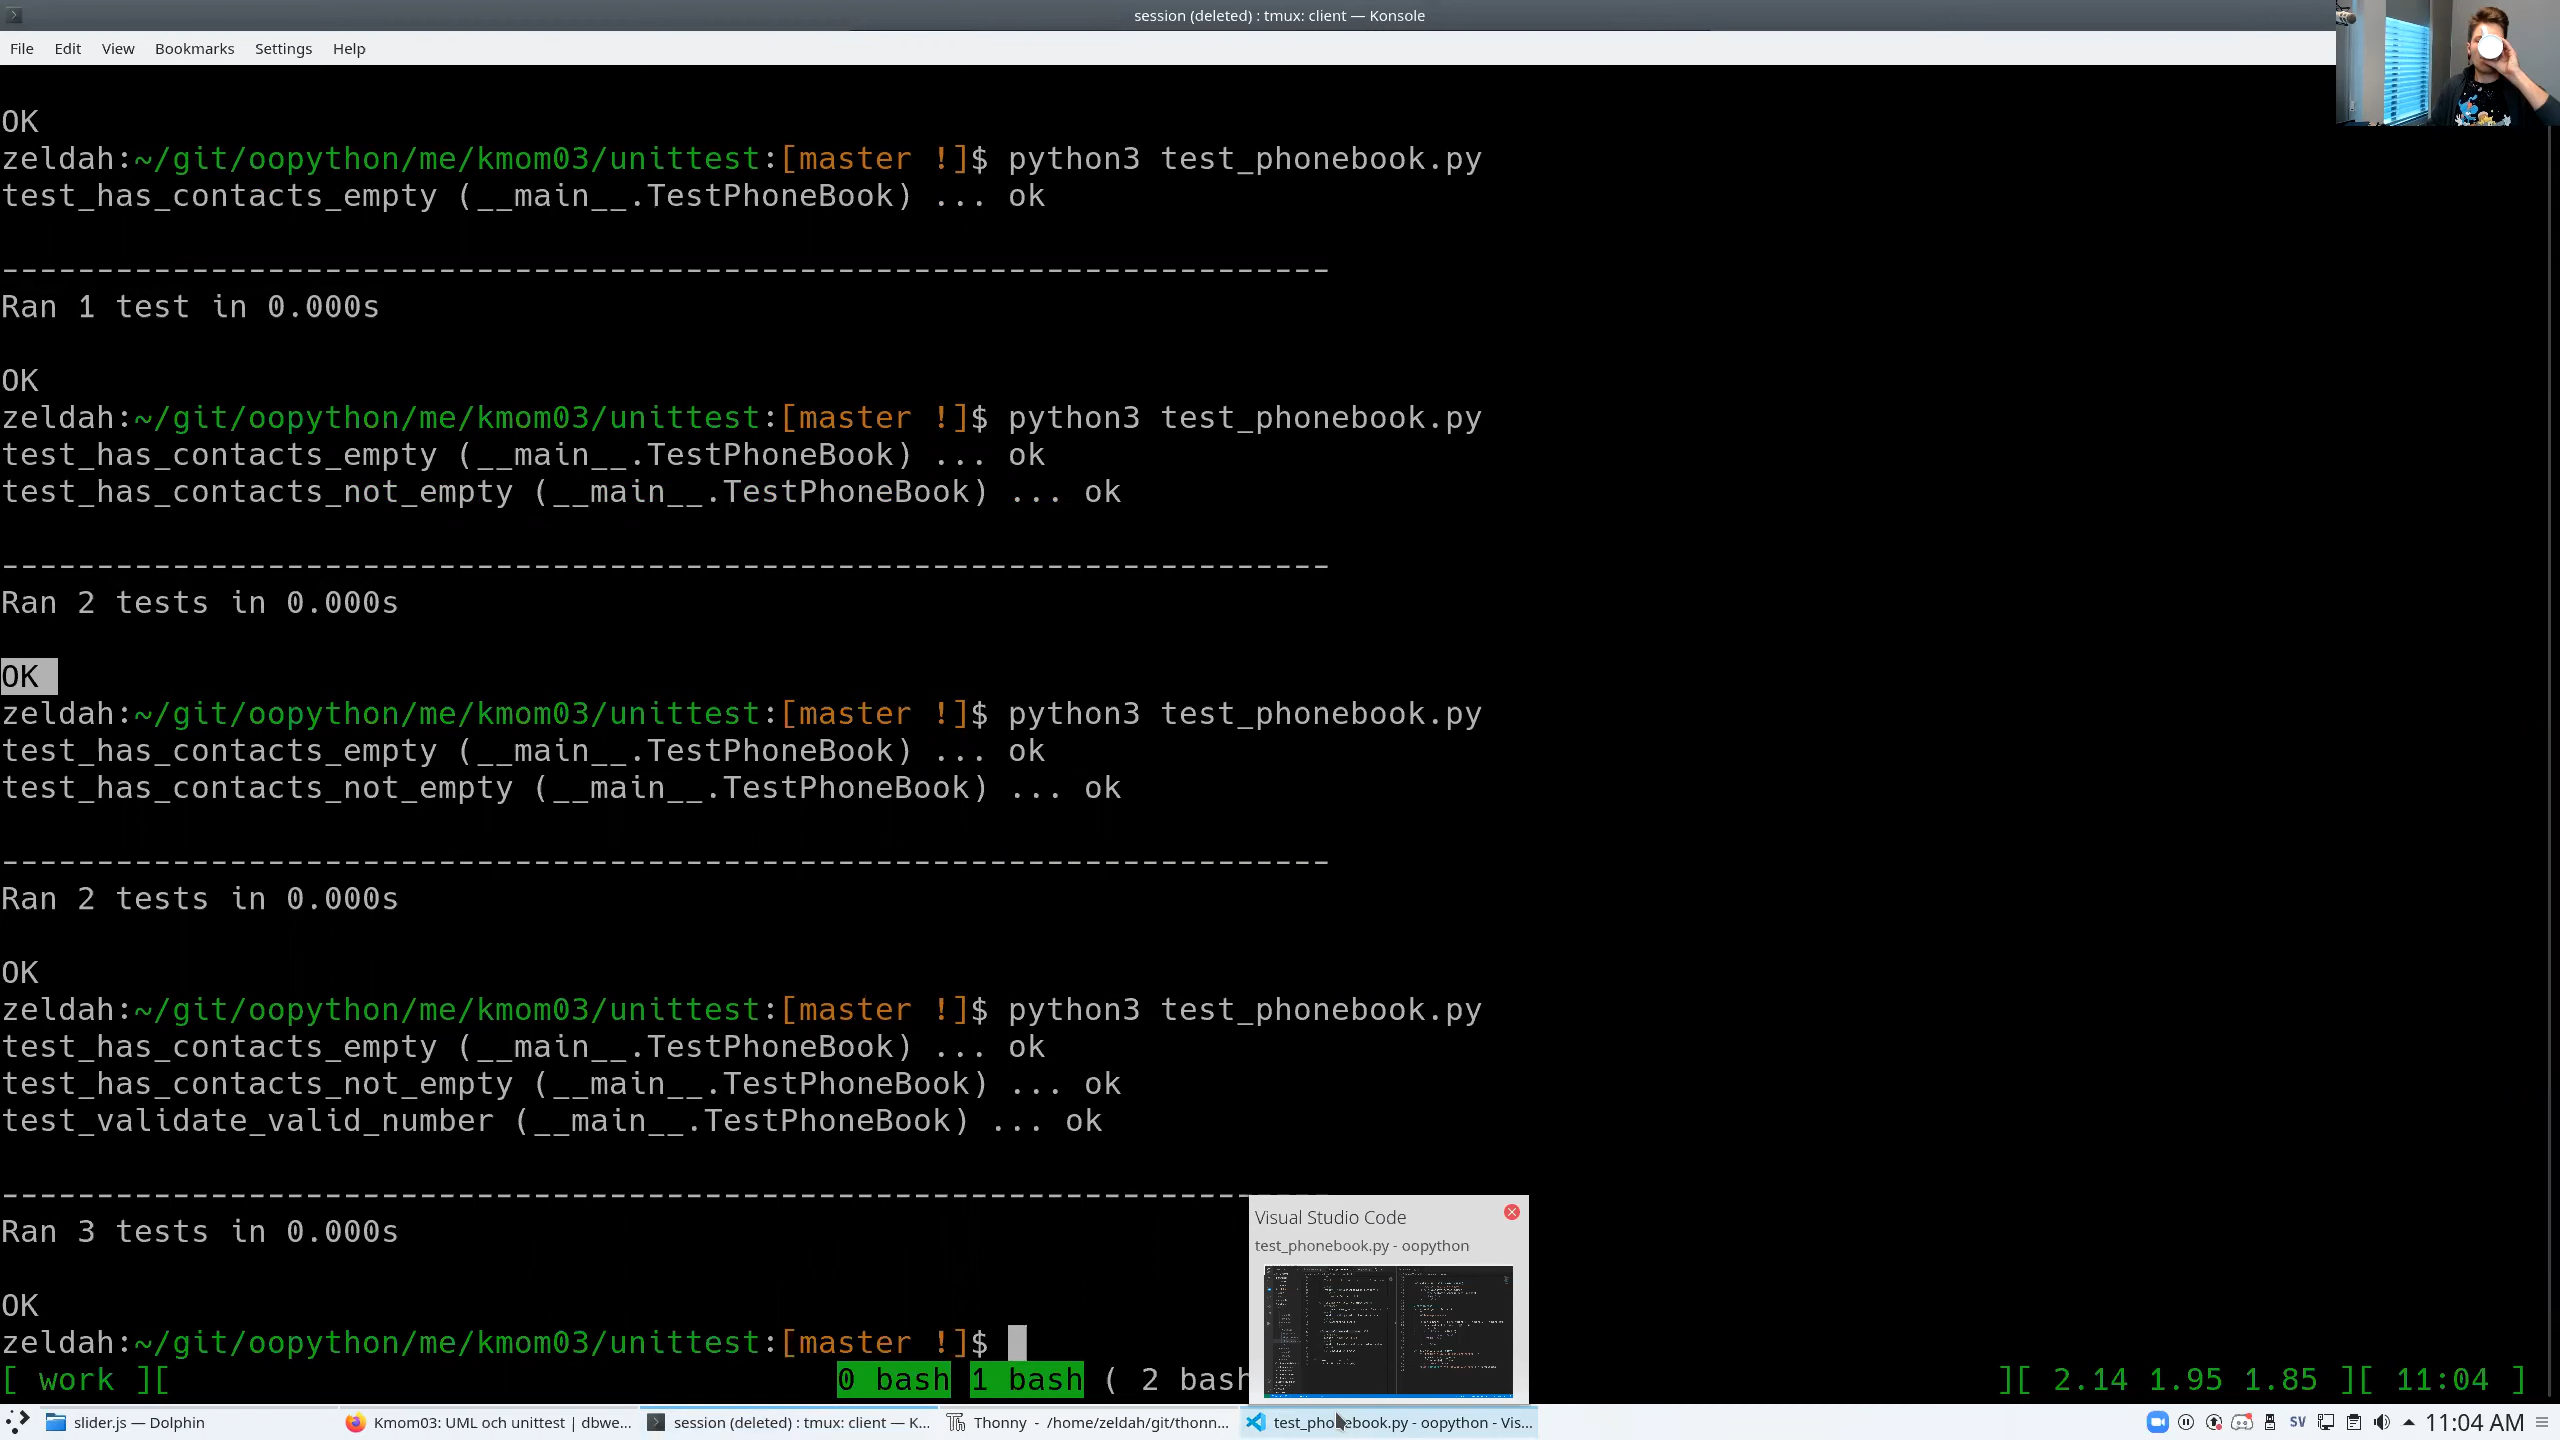 session (deleted) : tmux: client — Konsole
File Edit View Bookmarks Settings Help
OK
zeldah:~/git/oopython/me/kmom03/unittest:[master !]$ python3 test_phonebook.py
test_has_contacts_empty (__main__.TestPhoneBook) ... ok
----------------------------------------------------------------------
Ran 1 test in 0.000s
OK
zeldah:~/git/oopython/me/kmom03/unittest:[master !]$ python3 test_phonebook.py
test_has_contacts_empty (__main__.TestPhoneBook) ... ok
test_has_contacts_not_empty (__main__.TestPhoneBook) ... ok
----------------------------------------------------------------------
Ran 2 tests in 0.000s
OK
zeldah:~/git/oopython/me/kmom03/unittest:[master !]$ python3 test_phonebook.py
test_has_contacts_empty (__main__.TestPhoneBook) ... ok
test_has_contacts_not_empty (__main__.TestPhoneBook) ... ok
----------------------------------------------------------------------
Ran 2 tests in 0.000s
OK
zeldah:~/git/oopython/me/kmom03/unittest:[master !]$ python3 test_phonebook.py
test_has_contacts_empty (__main__.TestPhoneBook) ... ok
test_has_contacts_not_empty (__main__.TestPhoneBook) ... ok
test_validate_valid_number (__main__.TestPhoneBook) ... ok
----------------------------------------------------------------------
Ran 3 tests in 0.000s
Visual Studio Code
test_phonebook.py - oopython
OK
zeldah:~/git/oopython/me/kmom03/unittest:[master !]$
[ work ][ 0 bash 1 bash ( 2 bash ][ 2.14 1.95 1.85 ][ 11:04 ]
slider.js — Dolphin Kmom03: UML och unittest | dbwe... session (deleted) : tmux: client — K... Thonny - /home/zeldah/git/thonn... test_phonebook.py - oopython - Vis... SV 11:04 AM